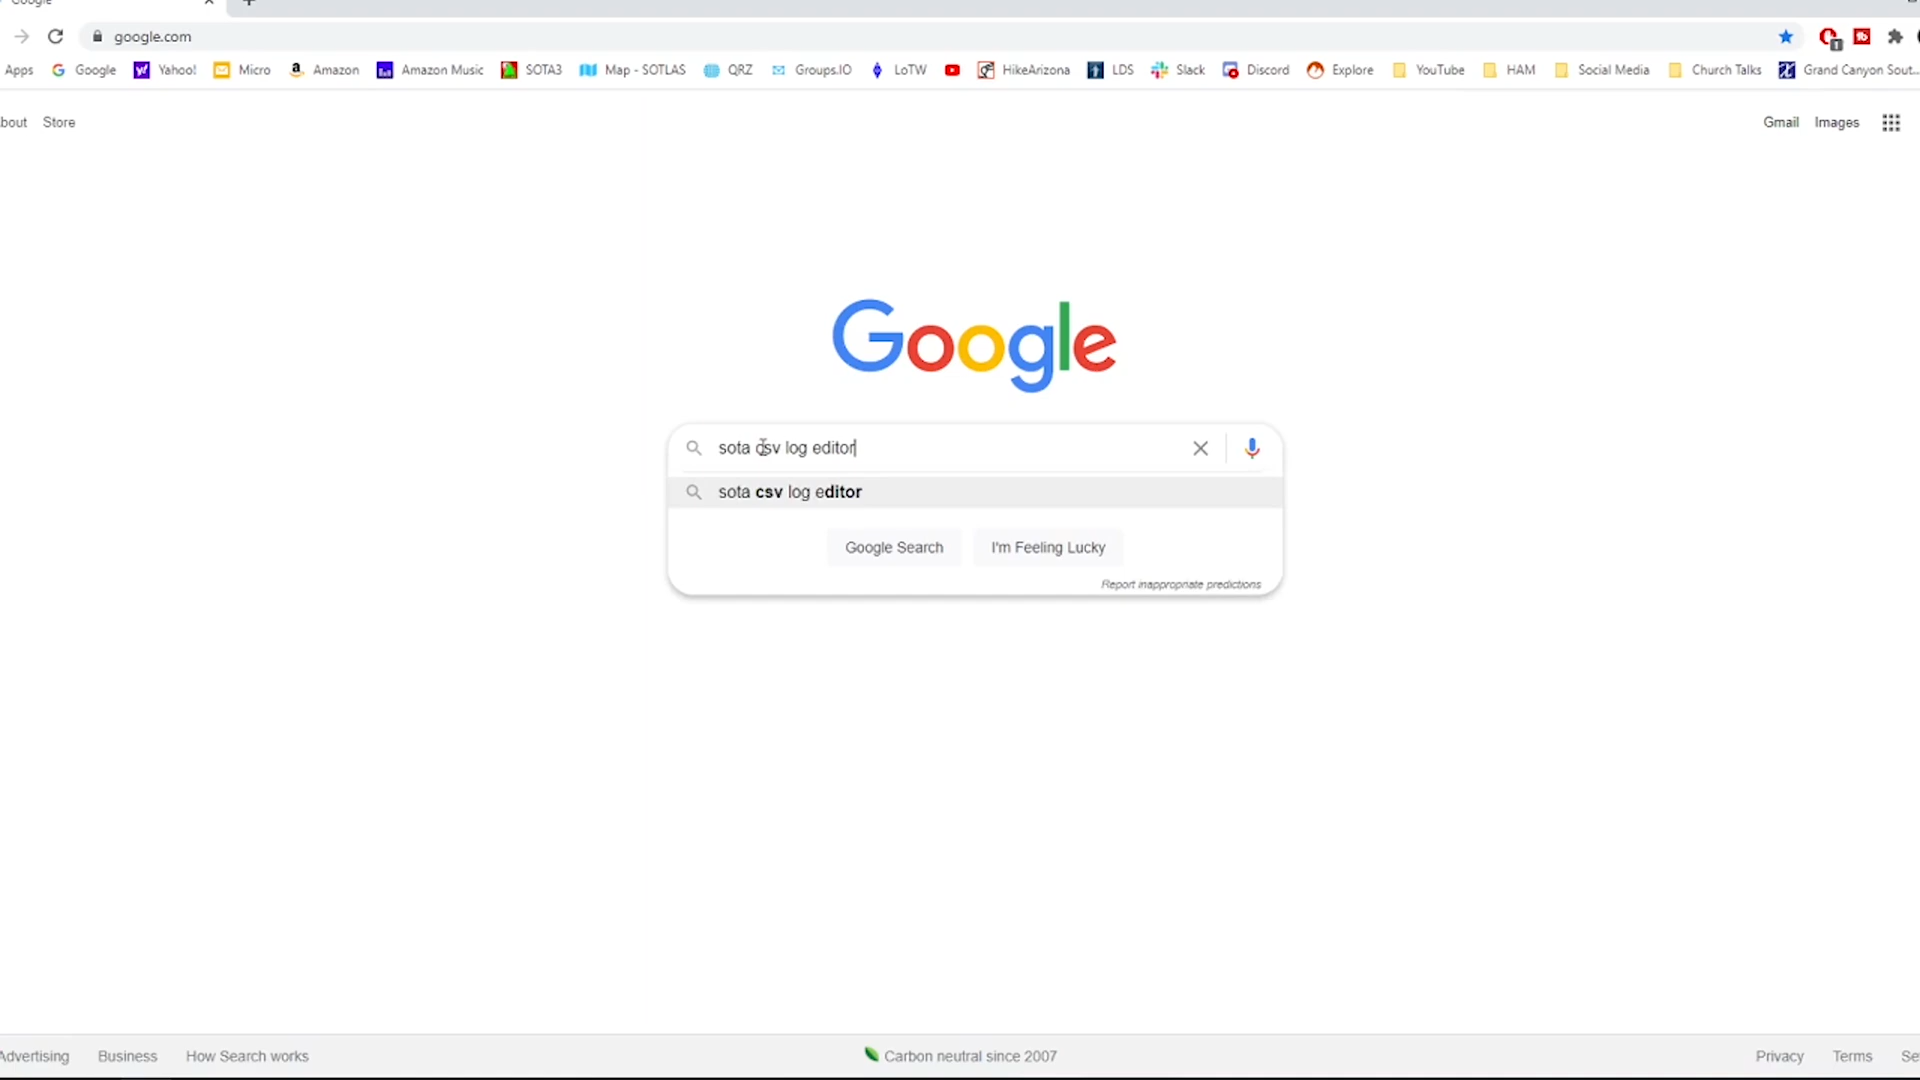 Google
google.com
Apps Google Yahoo! Micro Amazon Amazon Music SOTA3 Map - SOTLAS QRZ Groups.IO LoTW HikeArizona LDS Slack Discord Explore YouTube HAM Social Media Church Talks Grand Canyon Sout...
bout Store Gmail Images
Google
sota csv log editor
sota csv log editor
Google Search I'm Feeling Lucky
Report inappropriate predictions
Advertising Business How Search works Carbon neutral since 2007 Privacy Terms Se